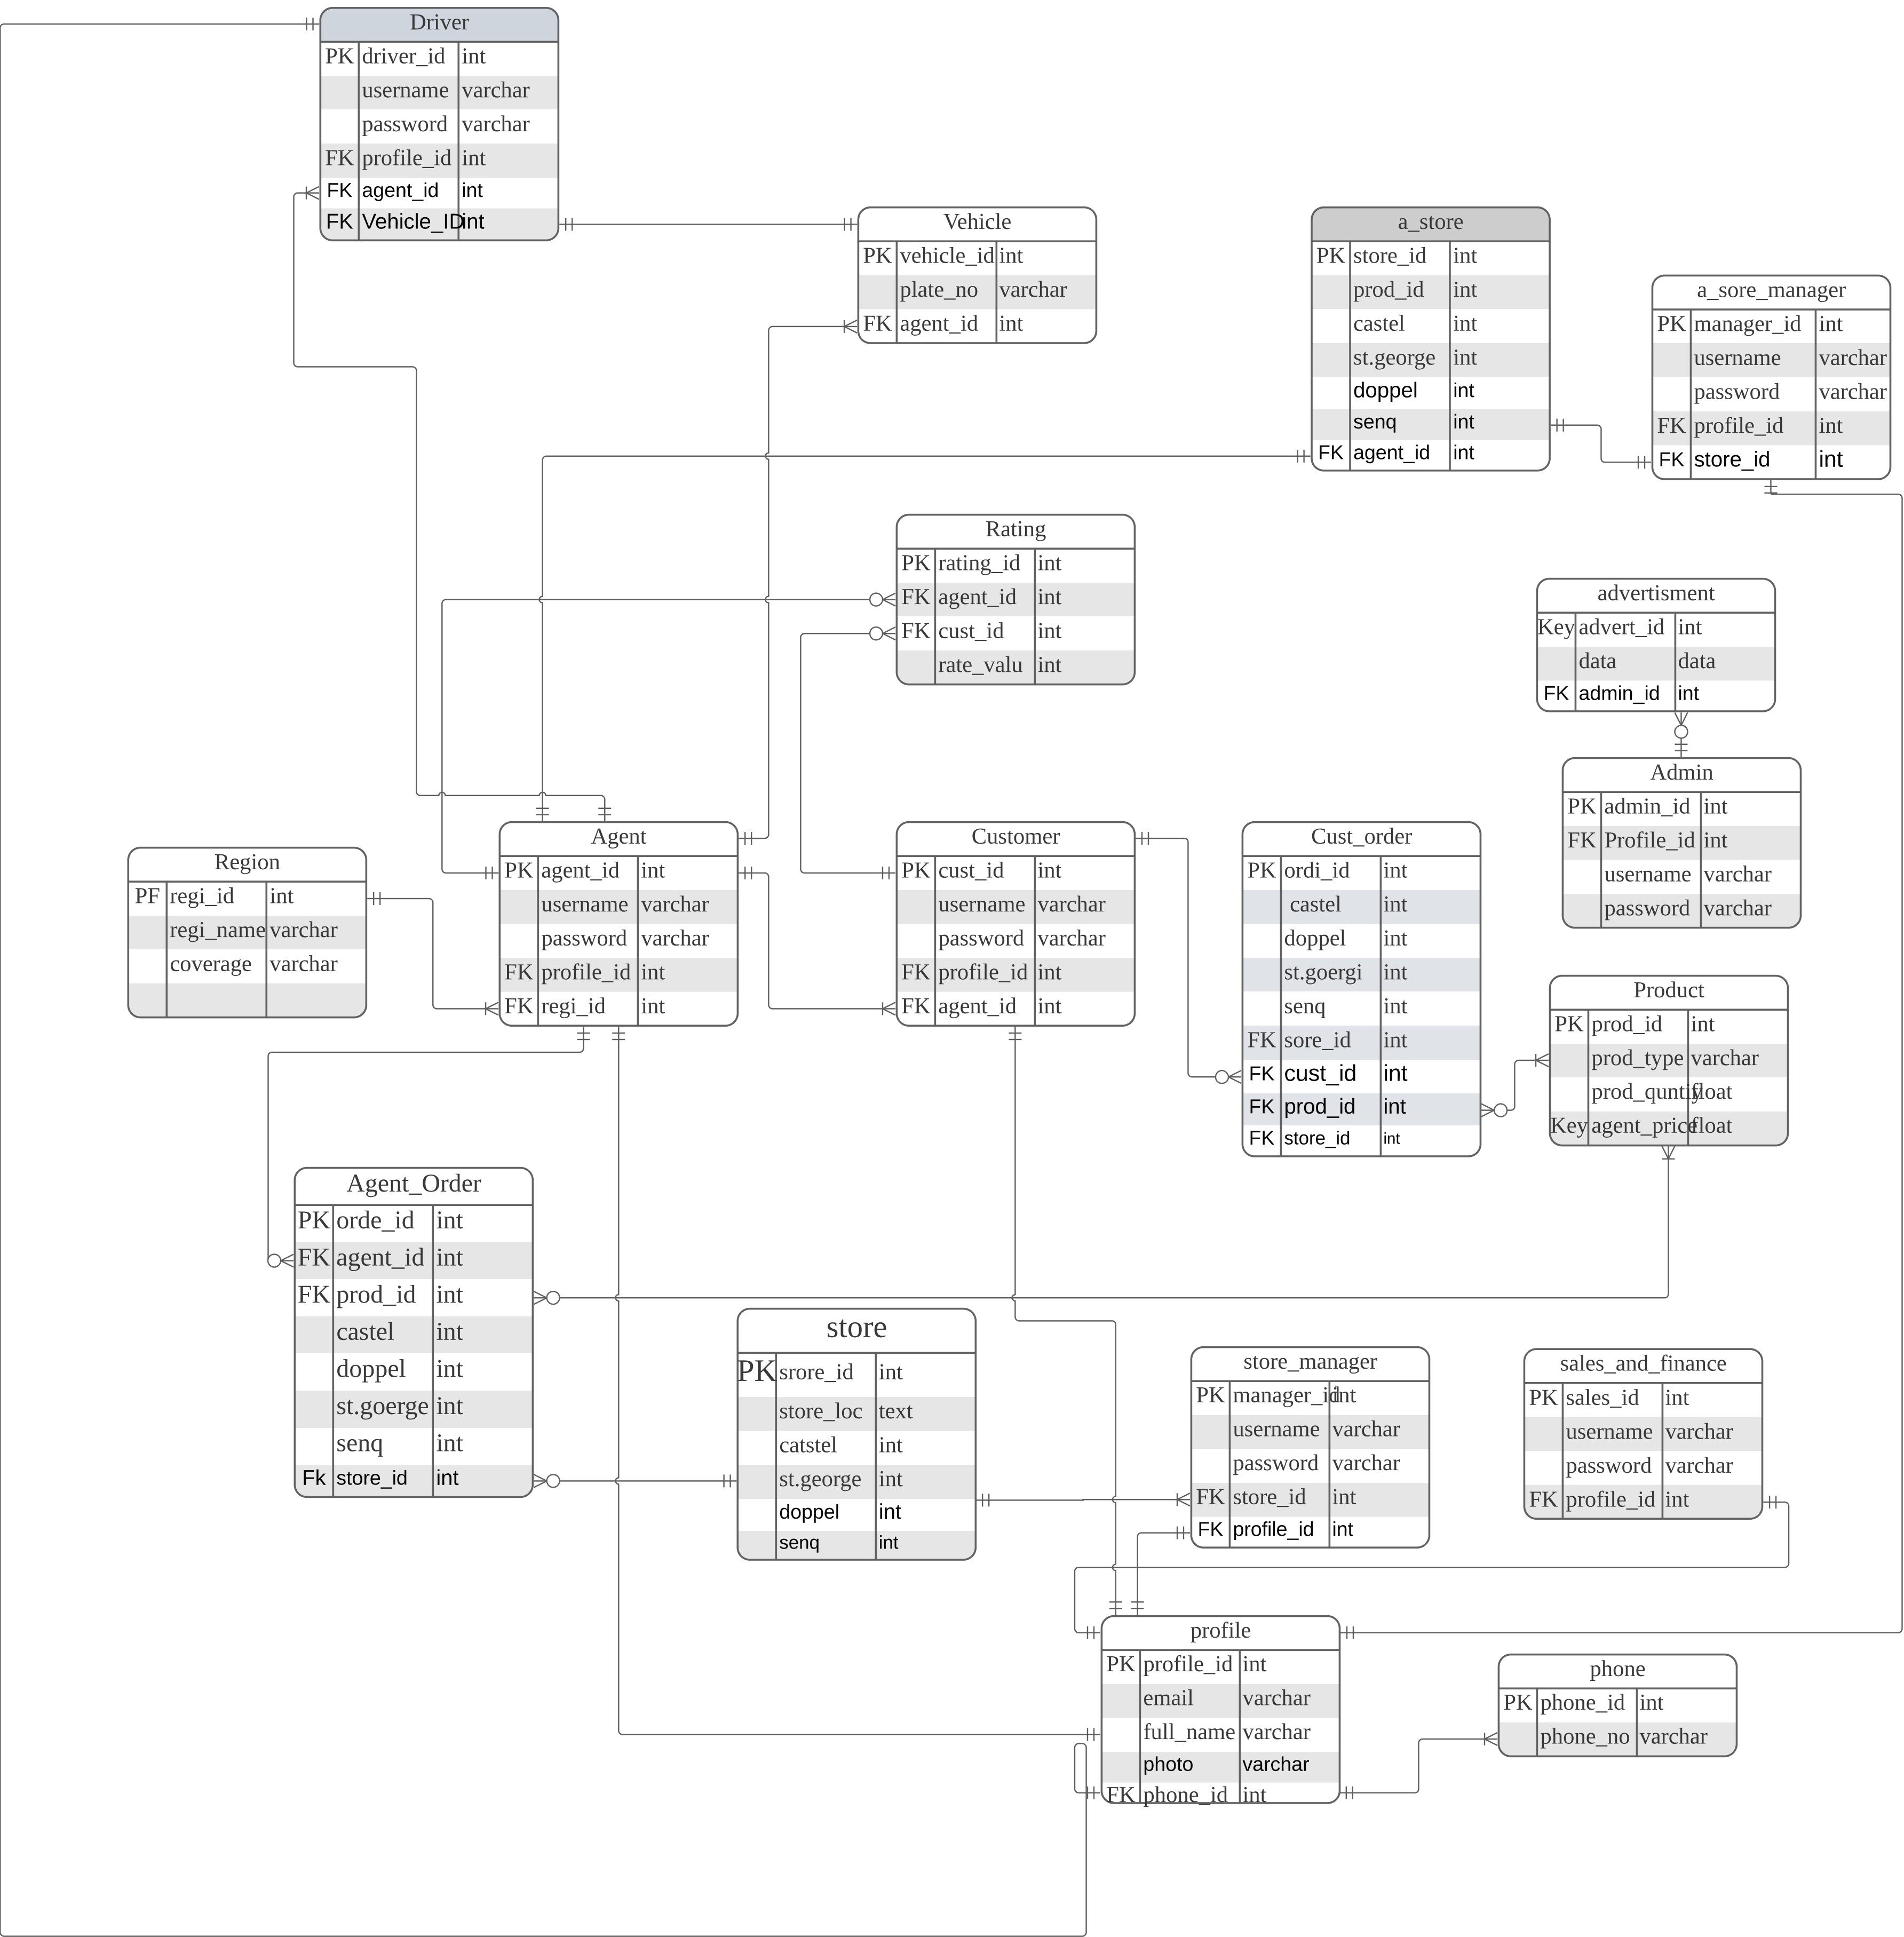 Driver
PK driver_id int
username varchar
password varchar
FK profile_id int
FK agent_id int
FK Vehicle_ID int
Vehicle
PK vehicle_id int
plate_no varchar
FK agent_id int
a_store
PK store_id int
prod_id int
castel int
st.george int
doppel int
senq int
FK agent_id int
a_sore_manager
PK manager_id int
username varchar
password varchar
FK profile_id int
FK store_id int
Rating
PK rating_id int
FK agent_id int
FK cust_id int
rate_valu int
advertisment
Key advert_id int
data data
FK admin_id int
Admin
PK admin_id int
FK Profile_id int
username varchar
password varchar
Region
PF regi_id int
regi_name varchar
coverage varchar
Agent
PK agent_id int
username varchar
password varchar
FK profile_id int
FK regi_id int
Customer
PK cust_id int
username varchar
password varchar
FK profile_id int
FK agent_id int
Cust_order
PK ordi_id int
castel int
doppel int
st.goergi int
senq int
FK sore_id int
FK cust_id int
FK prod_id int
FK store_id int
Product
PK prod_id int
prod_type varchar
prod_quntify float
Key agent_price float
Agent_Order
PK orde_id int
FK agent_id int
FK prod_id int
castel int
doppel int
st.goerge int
senq int
Fk store_id int
store
PK srore_id int
store_loc text
catstel int
st.george int
doppel int
senq int
store_manager
PK manager_id int
username varchar
password varchar
FK store_id int
FK profile_id int
sales_and_finance
PK sales_id int
username varchar
password varchar
FK profile_id int
profile
PK profile_id int
email varchar
full_name varchar
photo varchar
FK phone_id int
phone
PK phone_id int
phone_no varchar